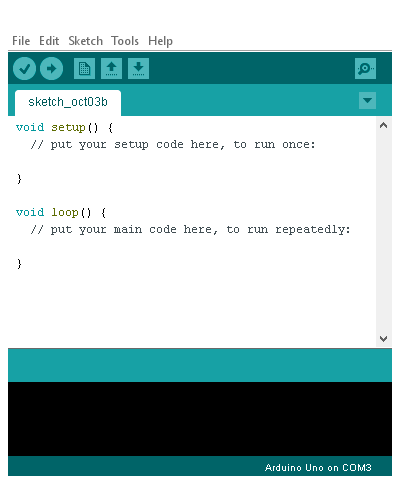 File Edit Sketch Tools Help
sketch_oct03b
void setup() {
  // put your setup code here, to run once:
}
void loop() {
  // put your main code here, to run repeatedly:
}
Arduino Uno on COM3